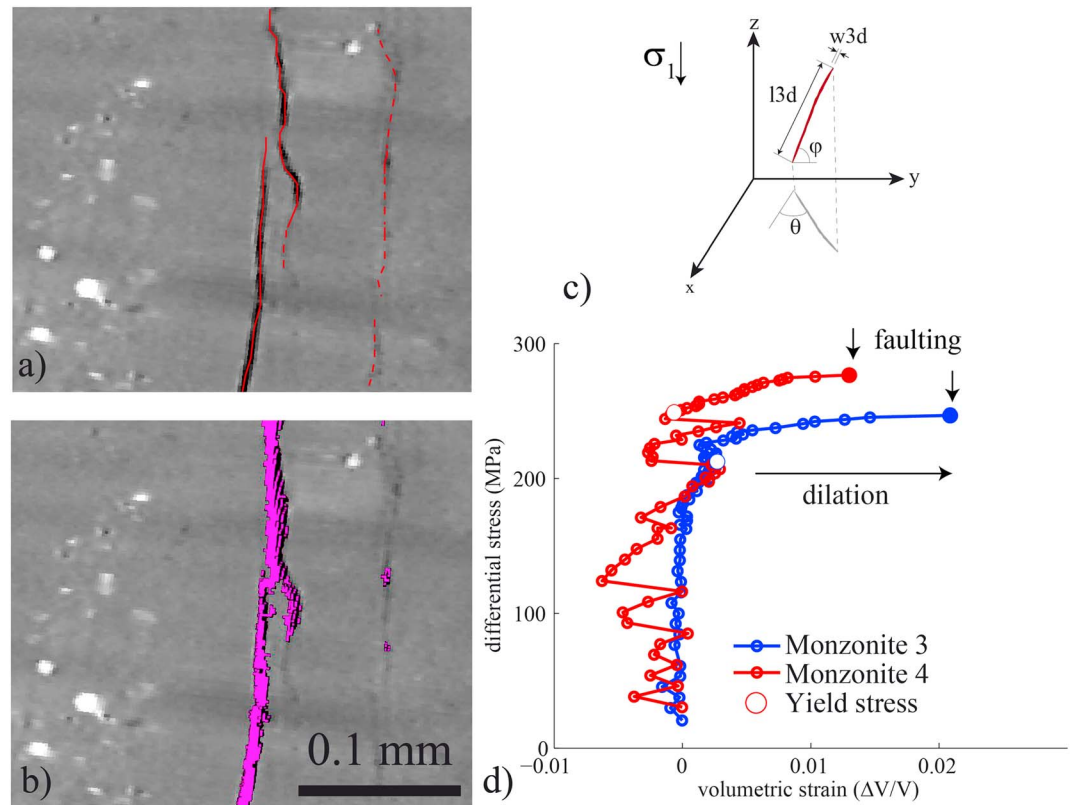 a)
b)
0.1 mm
σ1
z
w3d
l3d
φ
y
θ
x
c)
300
200
100
0
differential stress (MPa)
faulting
dilation
Monzonite 3
Monzonite 4
Yield stress
−0.01
0
0.01
0.02
volumetric strain (ΔV/V)
d)